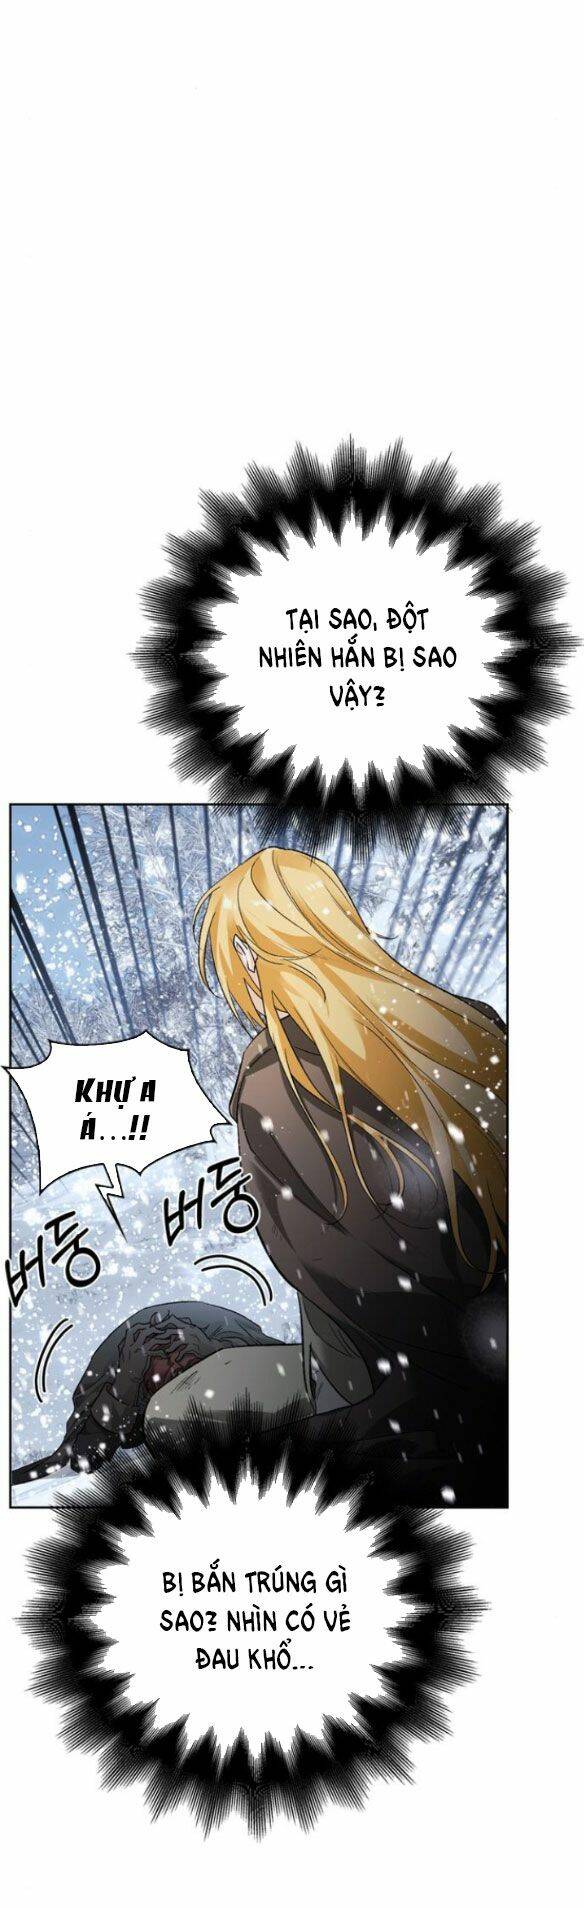 TẠI SAO, ĐỘT
NHIÊN HẮN BỊ SAO
VẬY?
KHỰ A
Á...!!
버둥
버둥
BỊ BẮN TRÚNG GÌ
SAO? NHÌN CÓ VẺ
ĐAU KHỔ...